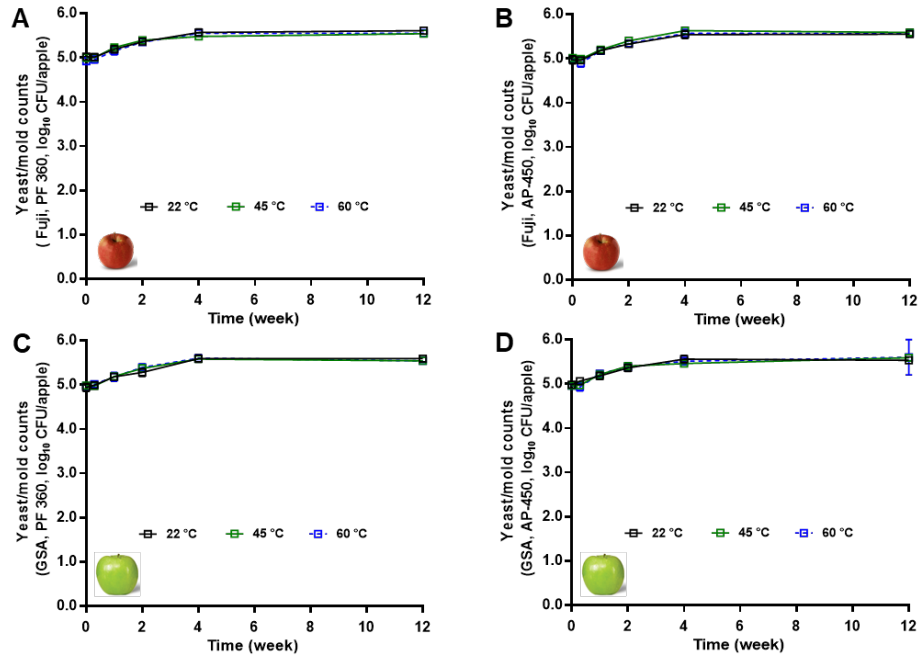 A
Yeast/mold counts
( Fuji, PF 360, log10 CFU/apple)
6.0
5.0
4.0
3.0
2.0
1.0
0.0
22 °C 45 °C 60 °C
0 2 4 6 8 10 12
Time (week)
B
Yeast/mold couts
(Fuji, AP-450, log10 CFU/apple)
6.0
5.0
4.0
3.0
2.0
1.0
0.0
22 °C 45 °C 60 °C
0 2 4 6 8 10 12
Time (week)
C
Yeast/mold counts
(GSA, PF 360, log10 CFU/apple)
6.0
5.0
4.0
3.0
2.0
1.0
0.0
22 °C 45 °C 60 °C
0 2 4 6 8 10 12
Time (week)
D
Yeast/mold counts
(GSA, AP-450, log10 CFU/apple)
6.0
5.0
4.0
3.0
2.0
1.0
0.0
22 °C 45 °C 60 °C
0 2 4 6 8 10 12
Time (week)